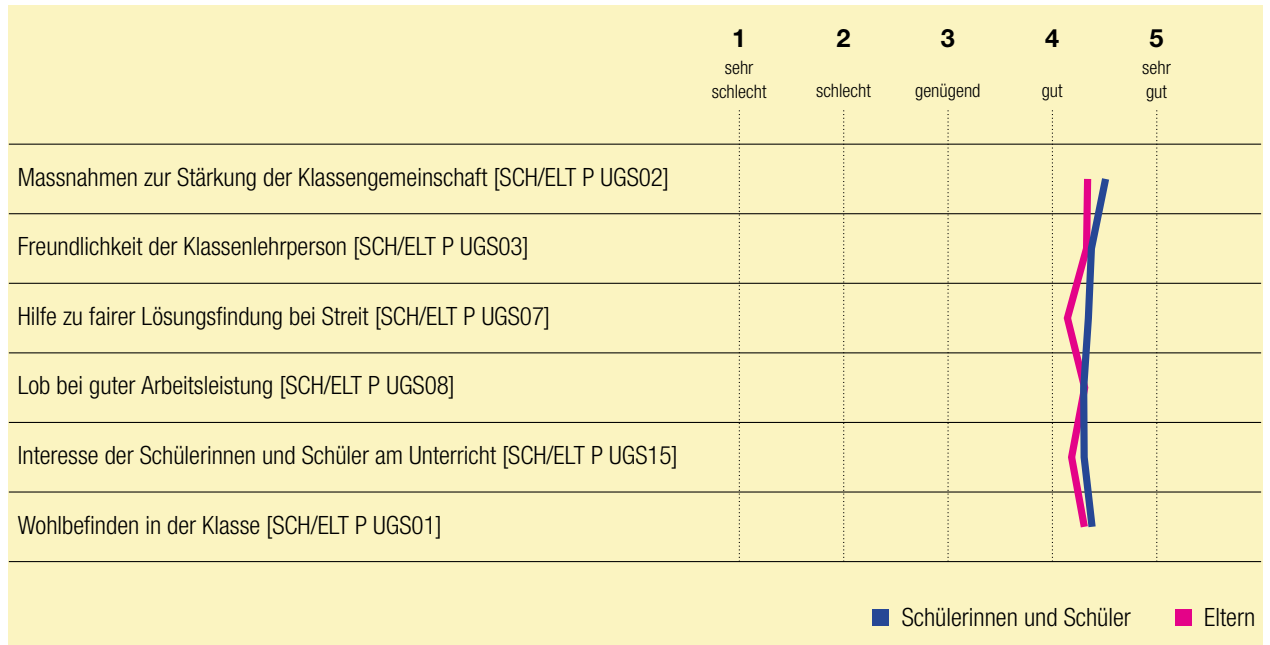 1 2 3 4 5
sehr schlecht schlecht genügend gut sehr gut
Massnahmen zur Stärkung der Klassengemeinschaft [SCH/ELT P UGS02]
Freundlichkeit der Klassenlehrperson [SCH/ELT P UGS03]
Hilfe zu fairer Lösungsfindung bei Streit [SCH/ELT P UGS07]
Lob bei guter Arbeitsleistung [SCH/ELT P UGS08]
Interesse der Schülerinnen und Schüler am Unterricht [SCH/ELT P UGS15]
Wohlbefinden in der Klasse [SCH/ELT P UGS01]
Schülerinnen und Schüler Eltern